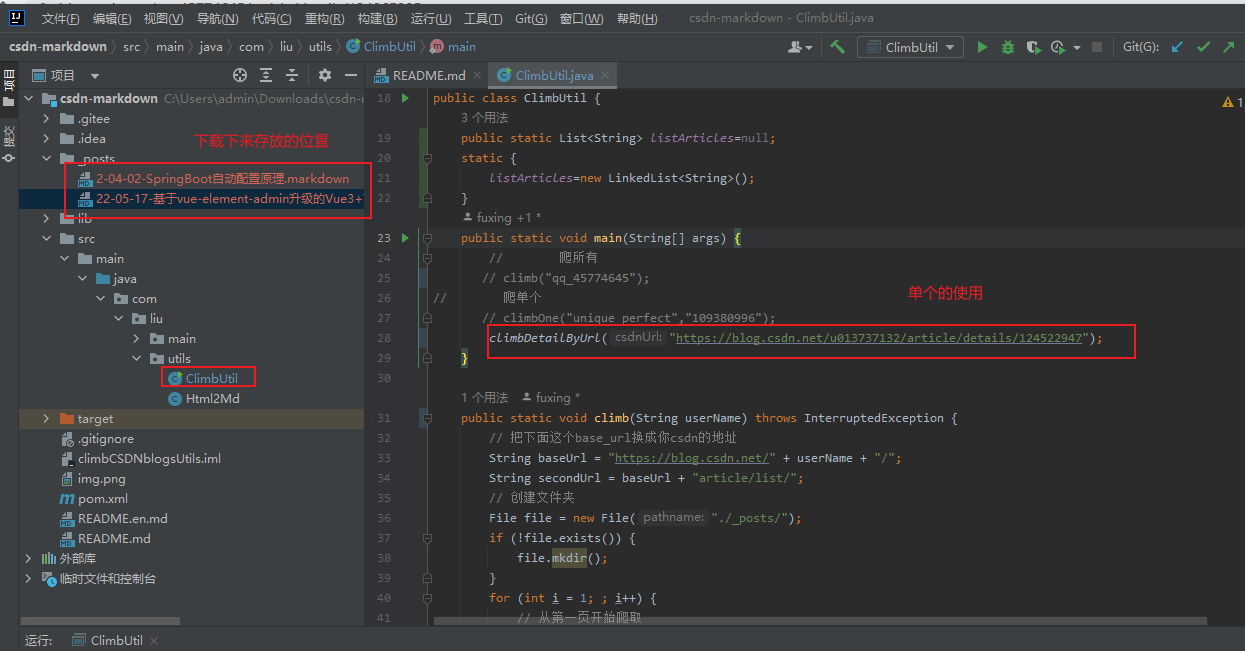 文件(F) 编辑(E) 视图(V) 导航(N) 代码(C) 重构(R) 构建(B) 运行(U) 工具(T) Git(G) 窗口(W) 帮助(H) csdn-markdown - ClimbUtil.java
csdn-markdown src main java com liu utils ClimbUtil main ClimbUtil Git(G):
项目
提交
项目
csdn-markdown C:\Users\admin\Downloads\csdn-r
.gitee
.idea
_posts
下载下来存放的位置
2-04-02-SpringBoot自动配置原理.markdown
22-05-17-基于vue-element-admin升级的Vue3+
lib
src
main
java
com
liu
main
utils
ClimbUtil
Html2Md
target
.gitignore
climbCSDNblogsUtils.iml
img.png
pom.xml
README.en.md
README.md
外部库
临时文件和控制台
README.md ClimbUtil.java
1
18 public class ClimbUtil {
3 个用法
19 public static List<String> listArticles=null;
20 static {
21 listArticles=new LinkedList<String>();
22 }
fuxing +1 *
23 public static void main(String[] args) {
24 // 爬所有
25 // climb("qq_45774645");
26 // 爬单个
单个的使用
27 // climbOne("unique_perfect","109380996");
28 climbDetailByUrl( csdnUrl: "https://blog.csdn.net/u013737132/article/details/124522947");
29 }
30
1 个用法 fuxing *
31 public static void climb(String userName) throws InterruptedException {
32 // 把下面这个base_url换成你csdn的地址
33 String baseUrl = "https://blog.csdn.net/" + userName + "/";
34 String secondUrl = baseUrl + "article/list/";
35 // 创建文件夹
36 File file = new File( pathname: "./_posts/");
37 if (!file.exists()) {
38 file.mkdir();
39 }
40 for (int i = 1; ; i++) {
41 // 从第一页开始爬取
运行: ClimbUtil